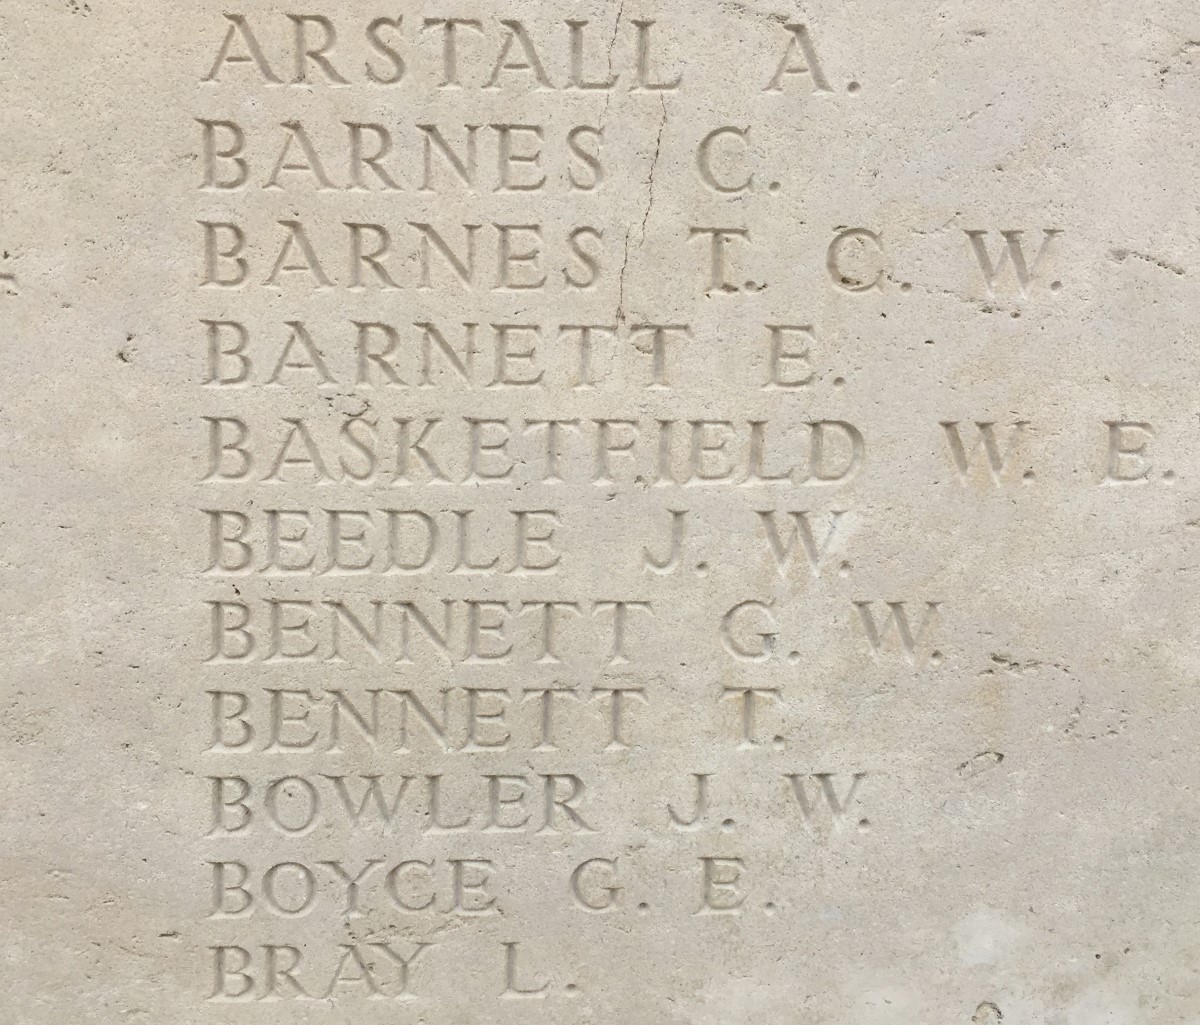 ARSTALL A.
BARNES C.
BARNES T. C. W.
BARNETT E.
BASKETFIELD W. E.
BEEDLE J. W.
BENNETT G. W.
BENNETT T.
BOWLER J. W.
BOYCE G. E.
BRAY L.